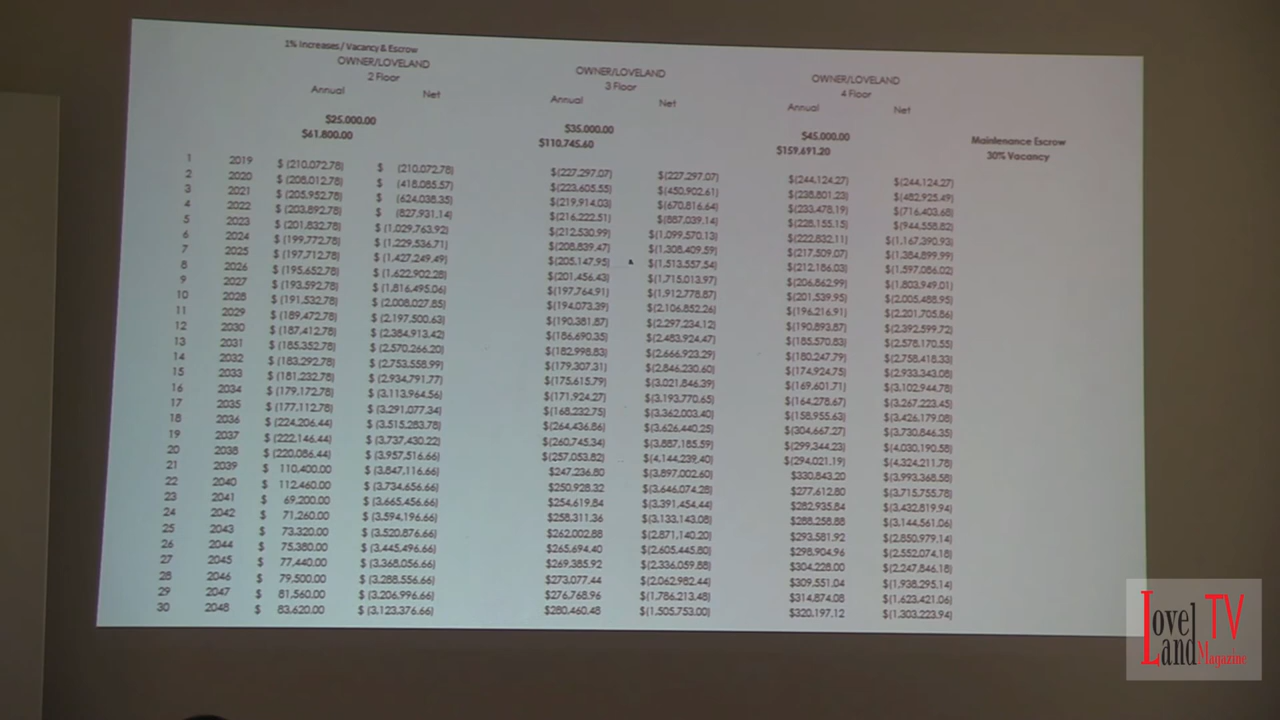 1% Increases / Vacancy & Escrow
OWNER/LOVELAND OWNER/LOVELAND OWNER/LOVELAND
2 Floor 3 Floor 4 Floor
Annual Net Annual Net Annual Net
$25,000.00 $35,000.00 $45,000.00 Maintenance Escrow
$61,800.00 $110,745.60 $159,691.20 30% Vacancy
1 2019 $ (210,072.78) $ (210,072.78) $(227,297.07) $(227,297.07) $(244,124.27) $(244,124.27)
2 2020 $ (208,012.78) $ (418,085.57) $(223,605.55) $(450,902.61) $(238,801.23) $(482,925.49)
3 2021 $ (205,952.78) $ (624,038.35) $(219,914.03) $(670,816.64) $(233,478.19) $(716,403.68)
4 2022 $ (203,892.78) $ (827,931.14) $(216,222.51) $(887,039.14) $(228,155.15) $(944,558.82)
5 2023 $ (201,832.78) $ (1,029,763.92) $(212,530.99) $(1,099,570.13) $(222,832.11) $(1,167,390.93)
6 2024 $ (199,772.78) $ (1,229,536.71) $(208,839.47) $(1,308,409.59) $(217,509.07) $(1,384,899.99)
7 2025 $ (197,712.78) $ (1,427,249.49) $(205,147.95) $(1,513,557.54) $(212,186.03) $(1,597,086.02)
8 2026 $ (195,652.78) $ (1,622,902.28) $(201,456.43) $(1,715,013.97) $(206,862.99) $(1,803,949.01)
9 2027 $ (193,592.78) $ (1,816,495.06) $(197,764.91) $(1,912,778.87) $(201,539.95) $(2,005,488.95)
10 2028 $ (191,532.78) $ (2,008,027.85) $(194,073.39) $(2,106,852.26) $(196,216.91) $(2,201,705.86)
11 2029 $ (189,472.78) $ (2,197,500.63) $(190,381.87) $(2,297,234.12) $(190,893.87) $(2,392,599.72)
12 2030 $ (187,412.78) $ (2,384,913.42) $(186,690.35) $(2,483,924.47) $(185,570.83) $(2,578,170.55)
13 2031 $ (185,352.78) $ (2,570,266.20) $(182,998.83) $(2,666,923.29) $(180,247.79) $(2,758,418.33)
14 2032 $ (183,292.78) $ (2,753,558.99) $(179,307.31) $(2,846,230.60) $(174,924.75) $(2,933,343.08)
15 2033 $ (181,232.78) $ (2,934,791.77) $(175,615.79) $(3,021,846.39) $(169,601.71) $(3,102,944.78)
16 2034 $ (179,172.78) $ (3,113,964.56) $(171,924.27) $(3,193,770.65) $(164,278.67) $(3,267,223.45)
17 2035 $ (177,112.78) $ (3,291,077.34) $(168,232.75) $(3,362,003.40) $(158,955.63) $(3,426,179.08)
18 2036 $ (224,206.44) $ (3,515,283.78) $(264,436.86) $(3,626,440.25) $(304,667.27) $(3,730,846.35)
19 2037 $ (222,146.44) $ (3,737,430.22) $(260,745.34) $(3,887,185.59) $(299,344.23) $(4,030,190.58)
20 2038 $ (220,086.44) $ (3,957,516.66) $(257,053.82) $(4,144,239.40) $(294,021.19) $(4,324,211.78)
21 2039 $ 110,400.00 $ (3,847,116.66) $247,236.80 $(3,897,002.60) $330,843.20 $(3,993,368.58)
22 2040 $ 112,460.00 $ (3,734,656.66) $250,928.32 $(3,646,074.28) $277,612.80 $(3,715,755.78)
23 2041 $ 69,200.00 $ (3,665,456.66) $254,619.84 $(3,391,454.44) $282,935.84 $(3,432,819.94)
24 2042 $ 71,260.00 $ (3,594,196.66) $258,311.36 $(3,133,143.08) $288,258.88 $(3,144,561.06)
25 2043 $ 73,320.00 $ (3,520,876.66) $262,002.88 $(2,871,140.20) $293,581.92 $(2,850,979.14)
26 2044 $ 75,380.00 $ (3,445,496.66) $265,694.40 $(2,605,445.80) $298,904.96 $(2,552,074.18)
27 2045 $ 77,440.00 $ (3,368,056.66) $269,385.92 $(2,336,059.88) $304,228.00 $(2,247,846.18)
28 2046 $ 79,500.00 $ (3,288,556.66) $273,077.44 $(2,062,982.44) $309,551.04 $(1,938,295.14)
29 2047 $ 81,560.00 $ (3,206,996.66) $276,768.96 $(1,786,213.48) $314,874.08 $(1,623,421.06)
30 2048 $ 83,620.00 $ (3,123,376.66) $280,460.48 $(1,505,753.00) $320,197.12 $(1,303,223.94)
LoveLand TV
Magazine